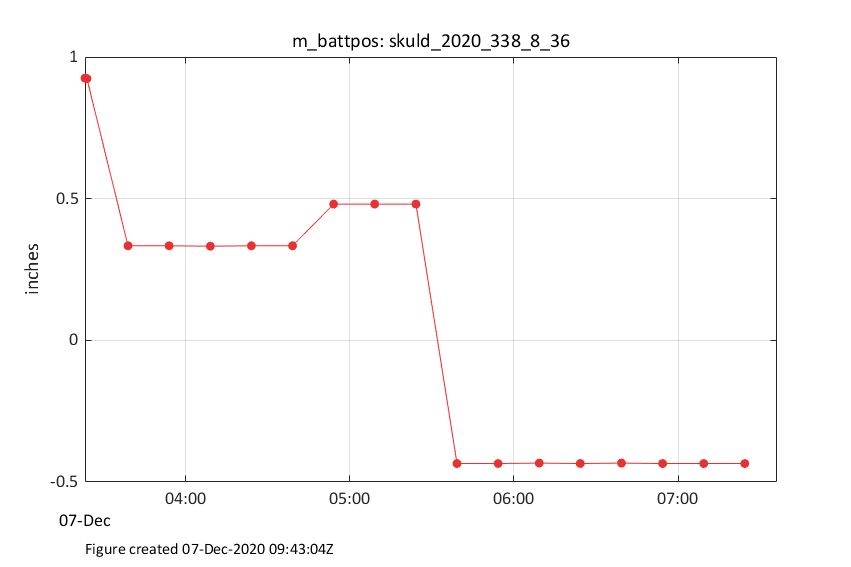 m_battpos: skuld_2020_338_8_36
1
0.5
0
-0.5
inches
04:00 05:00 06:00 07:00
07-Dec
Figure created 07-Dec-2020 09:43:04Z